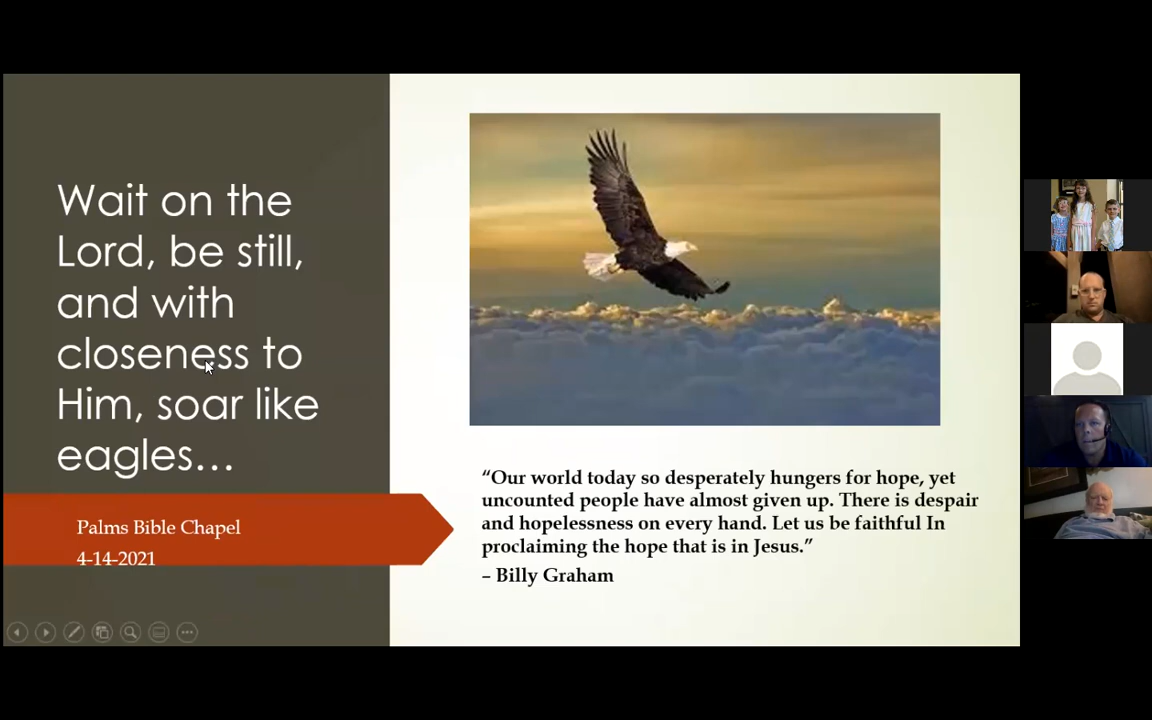 Wait on the
Lord, be still,
and with
closeness to
Him, soar like
eagles…
Palms Bible Chapel
4-14-2021
“Our world today so desperately hungers for hope, yet
uncounted people have almost given up. There is despair
and hopelessness on every hand. Let us be faithful In
proclaiming the hope that is in Jesus.”
– Billy Graham